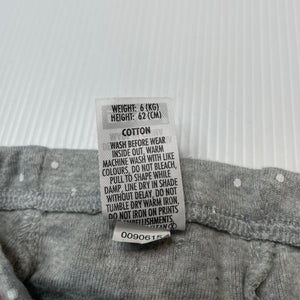 WEIGHT: 6 (KG)
HEIGHT: 62 (CM)
COTTON
WASH BEFORE WEAR
INSIDE OUT, WARM
MACHINE WASH WITH LIKE
COLOURS, DO NOT BLEACH,
PULL TO SHAPE WHILE
DAMP, LINE DRY IN SHADE
WITHOUT DELAY, DO NOT
TUMBLE DRY WARM IRON,
DO NOT IRON ON PRINTS
EMBELLISHMENTS
0090615